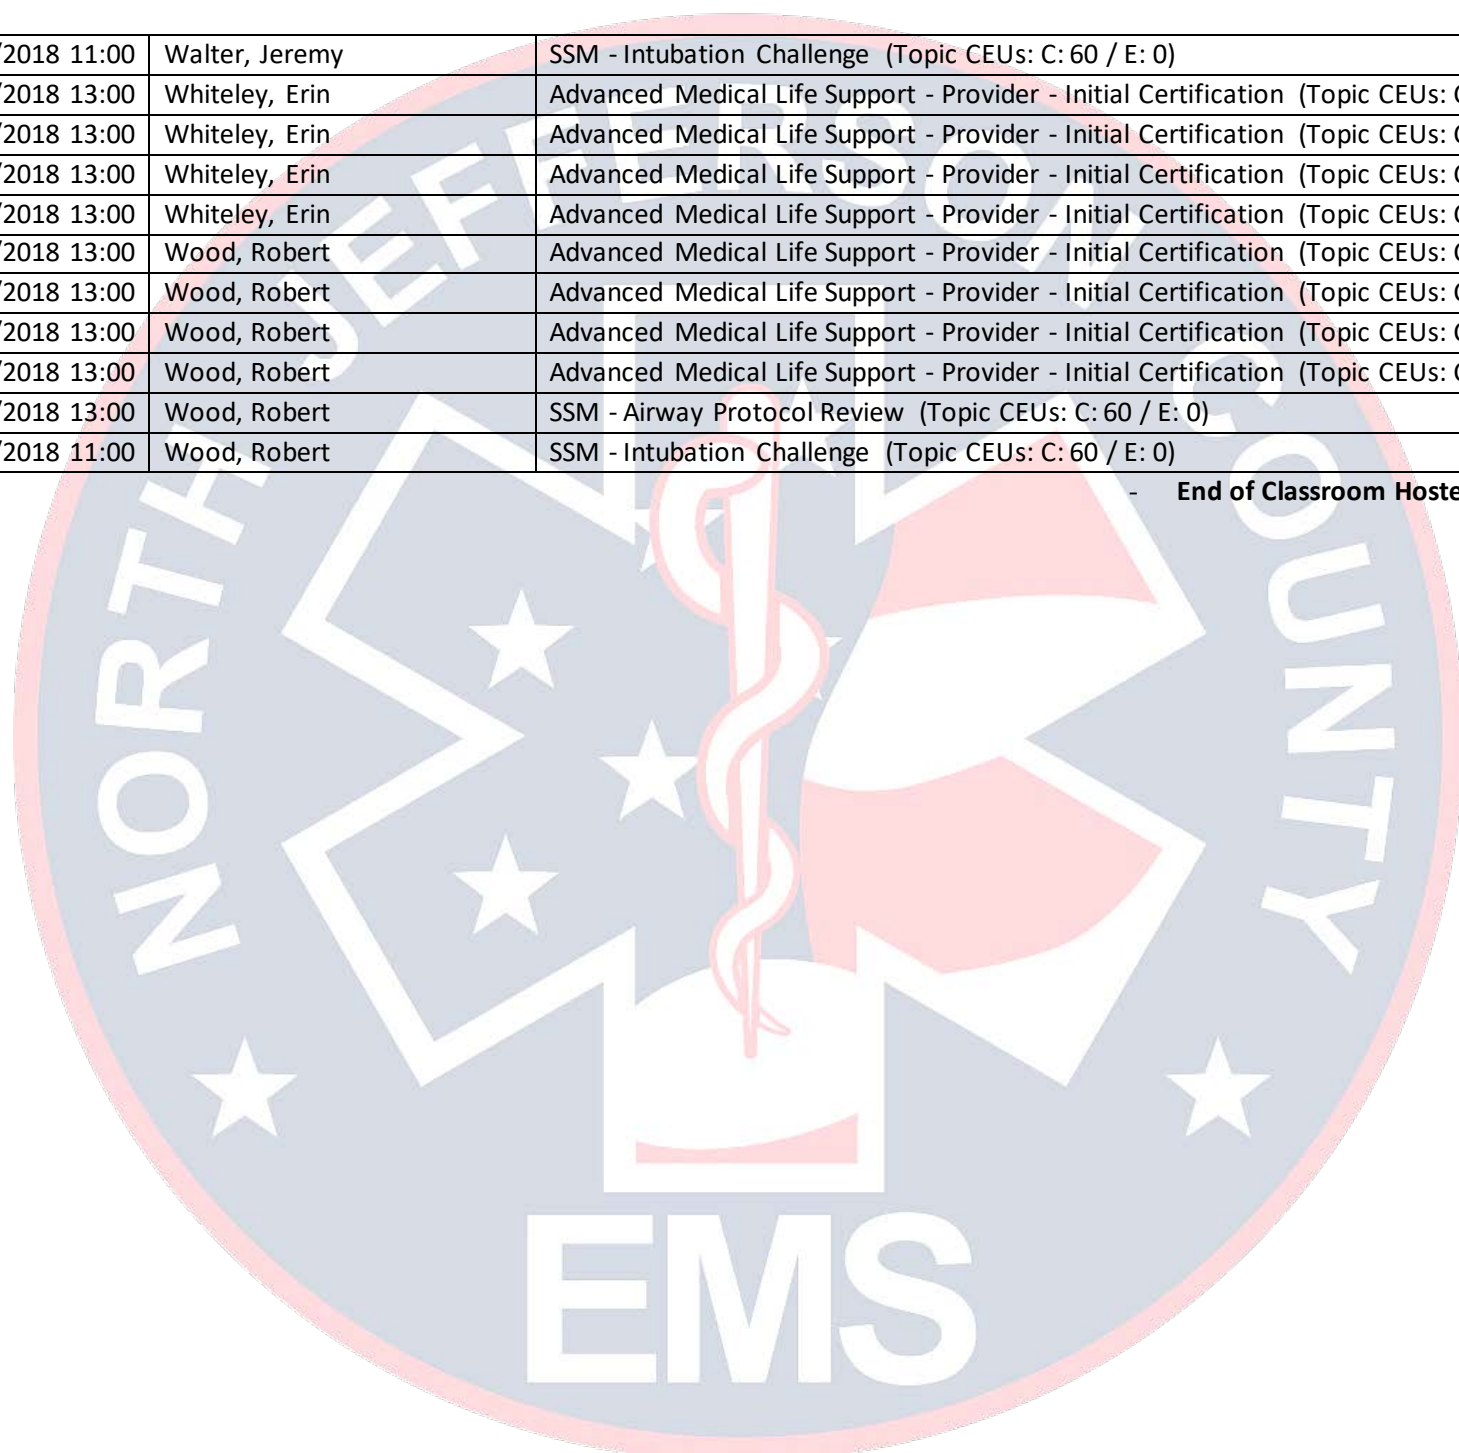 /2018 11:00 Walter, Jeremy SSM - Intubation Challenge (Topic CEUs: C: 60 / E: 0)
/2018 13:00 Whiteley, Erin Advanced Medical Life Support - Provider - Initial Certification (Topic CEUs:
/2018 13:00 Whiteley, Erin Advanced Medical Life Support - Provider - Initial Certification (Topic CEUs:
/2018 13:00 Whiteley, Erin Advanced Medical Life Support - Provider - Initial Certification (Topic CEUs:
/2018 13:00 Whiteley, Erin Advanced Medical Life Support - Provider - Initial Certification (Topic CEUs:
/2018 13:00 Wood, Robert Advanced Medical Life Support - Provider - Initial Certification (Topic CEUs:
/2018 13:00 Wood, Robert Advanced Medical Life Support - Provider - Initial Certification (Topic CEUs:
/2018 13:00 Wood, Robert Advanced Medical Life Support - Provider - Initial Certification (Topic CEUs:
/2018 13:00 Wood, Robert Advanced Medical Life Support - Provider - Initial Certification (Topic CEUs:
/2018 13:00 Wood, Robert SSM - Airway Protocol Review (Topic CEUs: C: 60 / E: 0)
/2018 11:00 Wood, Robert SSM - Intubation Challenge (Topic CEUs: C: 60 / E: 0)
- End of Classroom Hoste
NORTH JEFFERSON COUNTY
EMS